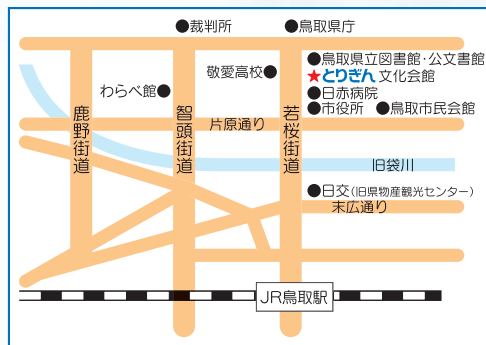 ●裁判所
●鳥取県庁
●鳥取県立図書館・公文書館
敬愛高校●
★とりぎん文化会館
わらべ館●
●日赤病院
●市役所 ●鳥取市民会館
鹿野街道
智頭街道
若桜街道
片原通り
旧袋川
●日交(旧県物産観光センター)
末広通り
JR鳥取駅